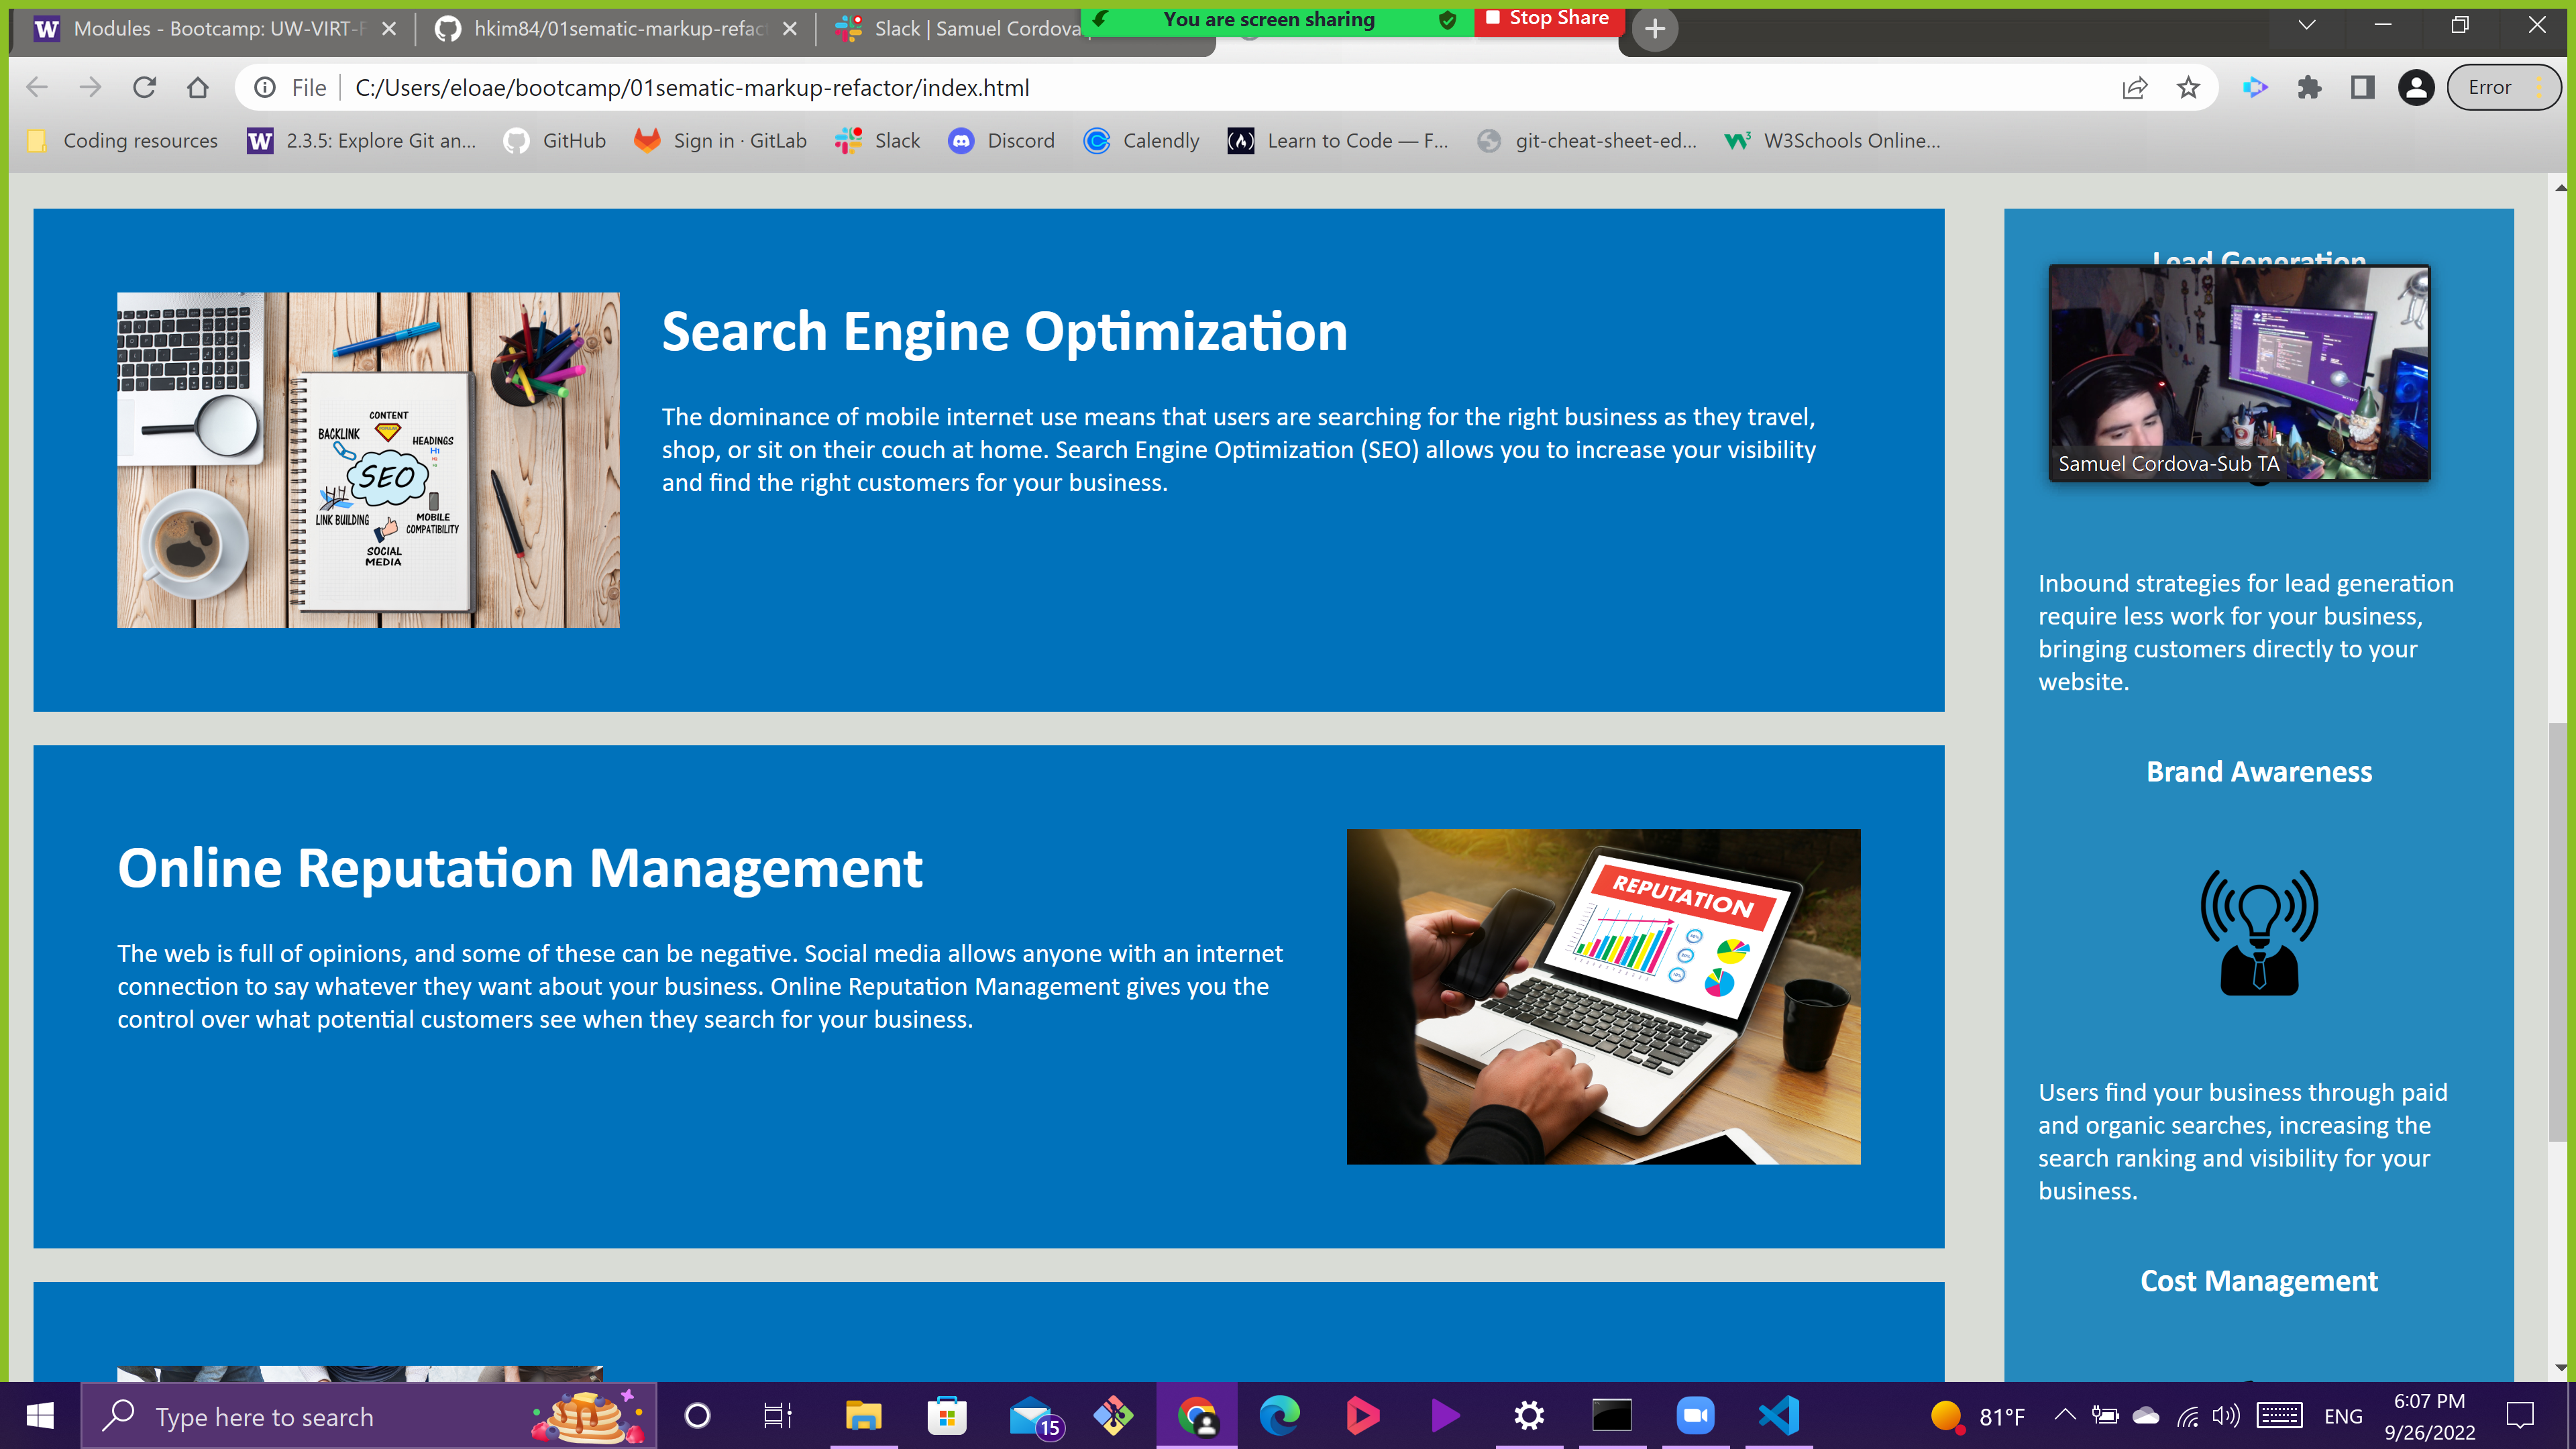 Modules - Bootcamp: UW-VIRT-F
hkim84/01sematic-markup-refac
Slack | Samuel Cordova
You are screen sharing
Stop Share
File
C:/Users/eloae/bootcamp/01sematic-markup-refactor/index.html
Error
Coding resources
2.3.5: Explore Git an...
GitHub
Sign in · GitLab
Slack
Discord
Calendly
Learn to Code — F...
git-cheat-sheet-ed...
W3Schools Online...
CONTENT
BACKLINK
HEADINGS
H1
SEO
LINK BUILDING
MOBILE
COMPATIBILITY
SOCIAL
MEDIA
Search Engine Optimization
The dominance of mobile internet use means that users are searching for the right business as they travel,
shop, or sit on their couch at home. Search Engine Optimization (SEO) allows you to increase your visibility
and find the right customers for your business.
Online Reputation Management
The web is full of opinions, and some of these can be negative. Social media allows anyone with an internet
connection to say whatever they want about your business. Online Reputation Management gives you the
control over what potential customers see when they search for your business.
REPUTATION
Lead Generation
Samuel Cordova-Sub TA
Inbound strategies for lead generation
require less work for your business,
bringing customers directly to your
website.
Brand Awareness
Users find your business through paid
and organic searches, increasing the
search ranking and visibility for your
business.
Cost Management
Type here to search
15
81°F
ENG
6:07 PM
9/26/2022